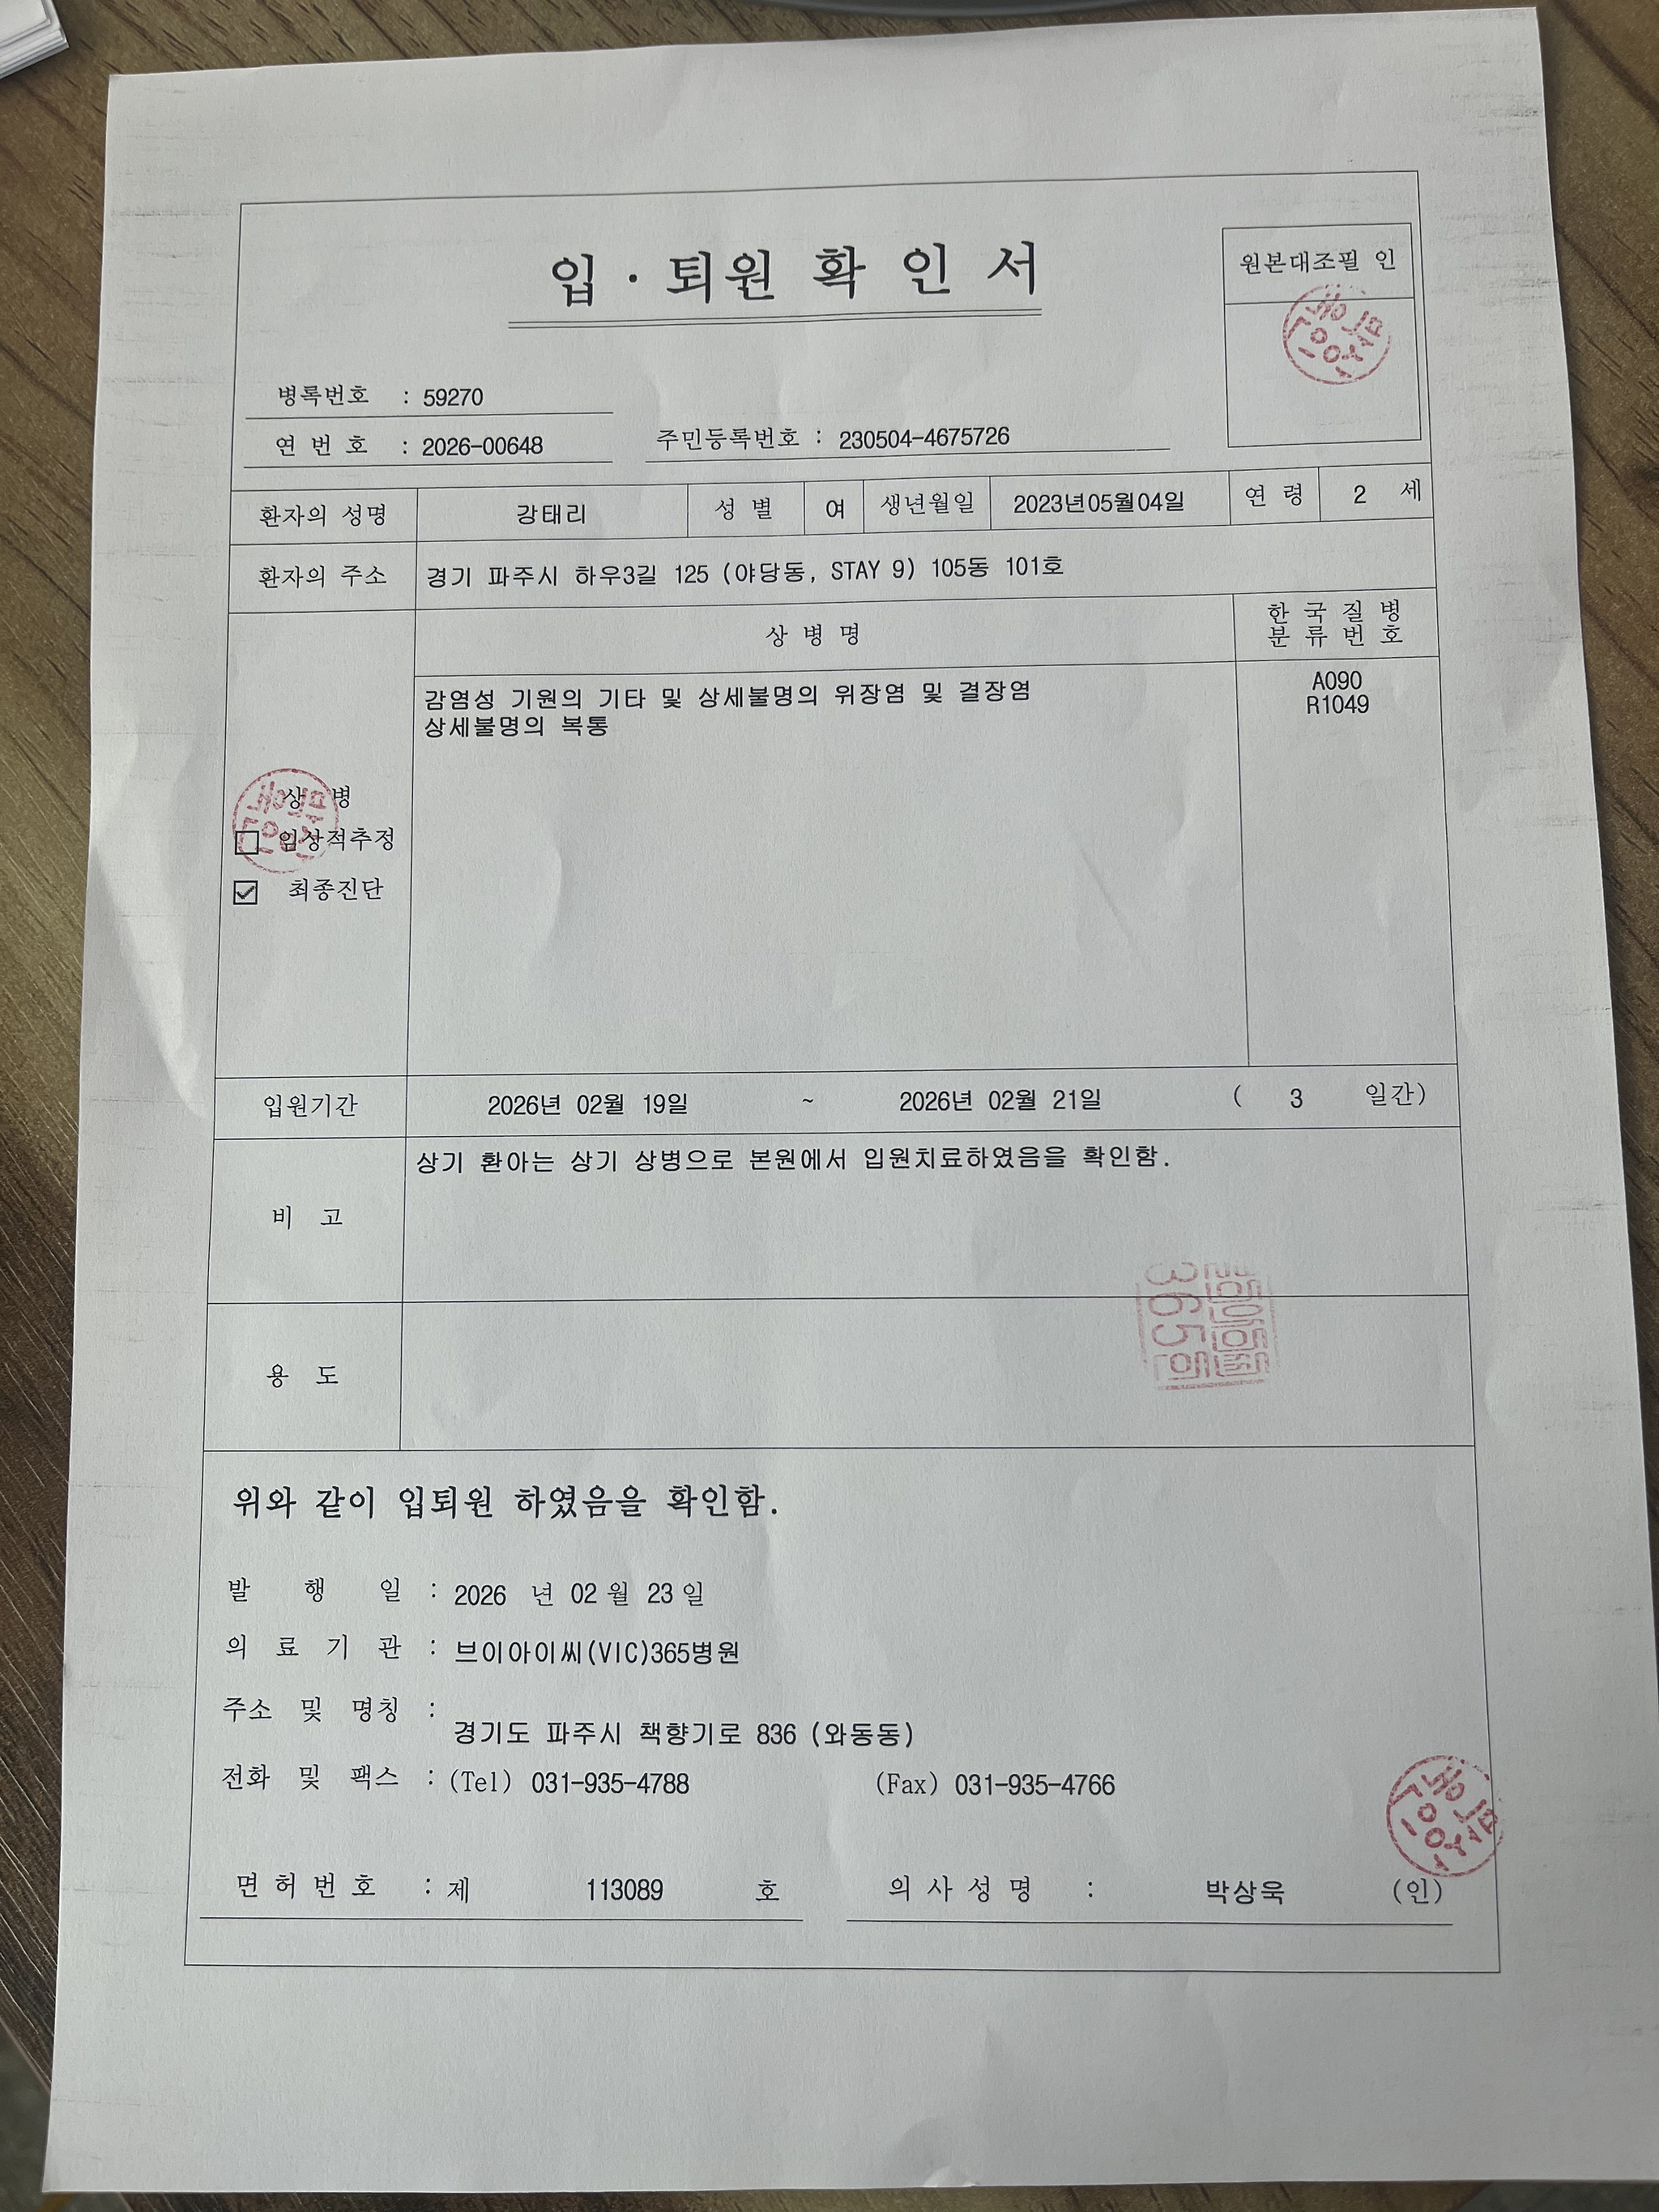 입·퇴원 확인서
원본대조필 인
병록번호 : 59270
연번호 : 2026-00648 주민등록번호 : 230504-4675726
환자의 성명 강태리 성별 여 생년월일 2023년05월04일 연령 2 세
환자의 주소 경기 파주시 하우3길 125 (야당동, STAY 9) 105동 101호
상병명 한국질병
분류번호
감염성 기원의 기타 및 상세불명의 위장염 및 결장염 A090
상세불명의 복통 R1049
상 병
☐ 임상적추정
☑ 최종진단
입원기간 2026년 02월 19일 ~ 2026년 02월 21일 ( 3 일간)
비 고 상기 환아는 상기 상병으로 본원에서 입원치료하였음을 확인함.
365
용 도
위와 같이 입퇴원 하였음을 확인함.
발 행 일 : 2026 년 02 월 23 일
의 료 기 관 : 브이아이씨(VIC)365병원
주소 및 명칭 :
경기도 파주시 책향기로 836 (와동동)
전화 및 팩스 : (Tel) 031-935-4788 (Fax) 031-935-4766
면허번호 : 제 113089 호 의사성명 : 박상욱 (인)